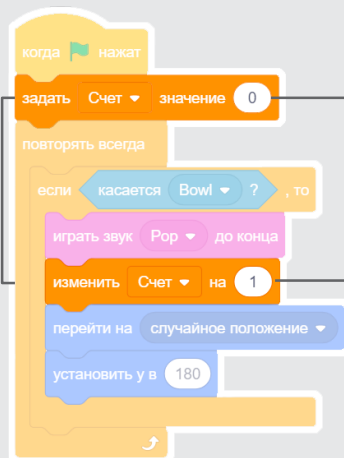 когда нажат
задать Счет значение 0
повторять всегда
если касается Bowl ? , то
играть звук Pop до конца
изменить Счет на 1
перейти на случайное положение
установить y в 180